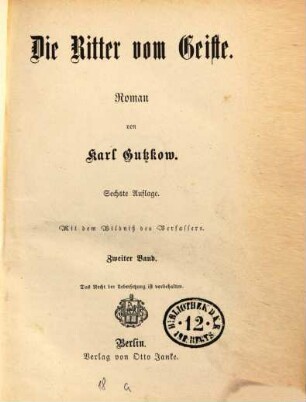 Die Ritter vom Geiste.
Roman
von
Karl Gutzkow.
Sechste Auflage.
Mit dem Bildniß des Verfassers.
Zweiter Band.
Das Recht der Uebersetzung ist vorbehalten.
Berlin.
Verlag von Otto Janke.
12